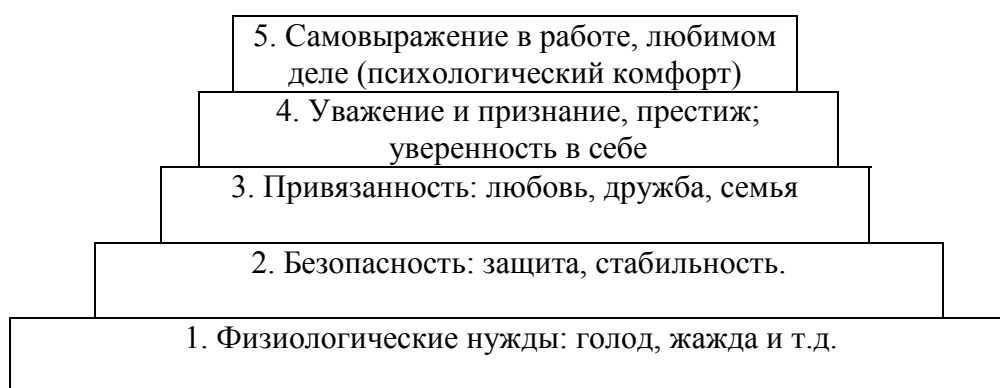 5. Самовыражение в работе, любимом
деле (психологический комфорт)
4. Уважение и признание, престиж;
уверенность в себе
3. Привязанность: любовь, дружба, семья
2. Безопасность: защита, стабильность.
1. Физиологические нужды: голод, жажда и т.д.